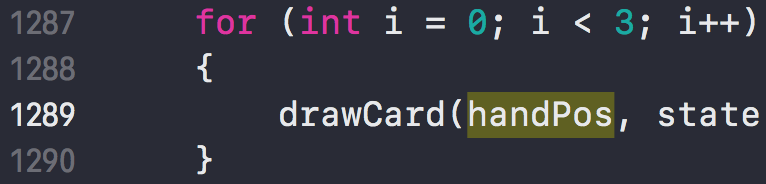 1287 for (int i = 0; i < 3; i++)
1288 {
1289 drawCard(handPos, state
1290 }